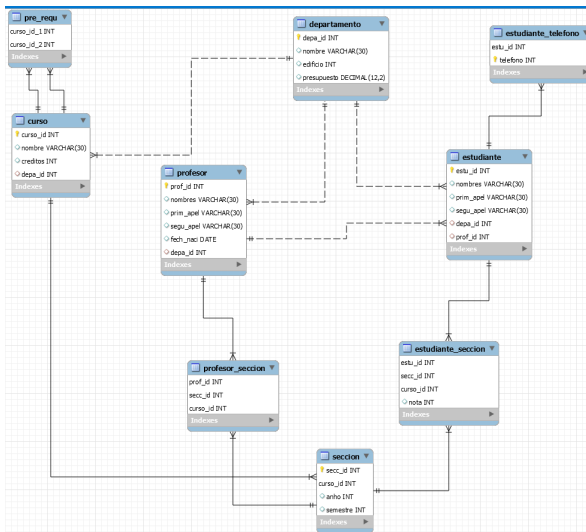 pre_requ
curso_id_1 INT
curso_id_2 INT
Indexes
departamento
depa_id INT
nombre VARCHAR(30)
edificio INT
presupuesto DECIMAL(12,2)
Indexes
estudiante_telefono
estu_id INT
telefono INT
Indexes
curso
curso_id INT
nombre VARCHAR(30)
creditos INT
depa_id INT
Indexes
profesor
prof_id INT
nombres VARCHAR(30)
prim_apel VARCHAR(30)
segu_apel VARCHAR(30)
fech_naci DATE
depa_id INT
Indexes
estudiante
estu_id INT
nombres VARCHAR(30)
prim_apel VARCHAR(30)
segu_apel VARCHAR(30)
depa_id INT
prof_id INT
Indexes
profesor_seccion
prof_id INT
secc_id INT
curso_id INT
Indexes
estudiante_seccion
estu_id INT
secc_id INT
curso_id INT
nota INT
Indexes
seccion
secc_id INT
curso_id INT
anho INT
semestre INT
Indexes